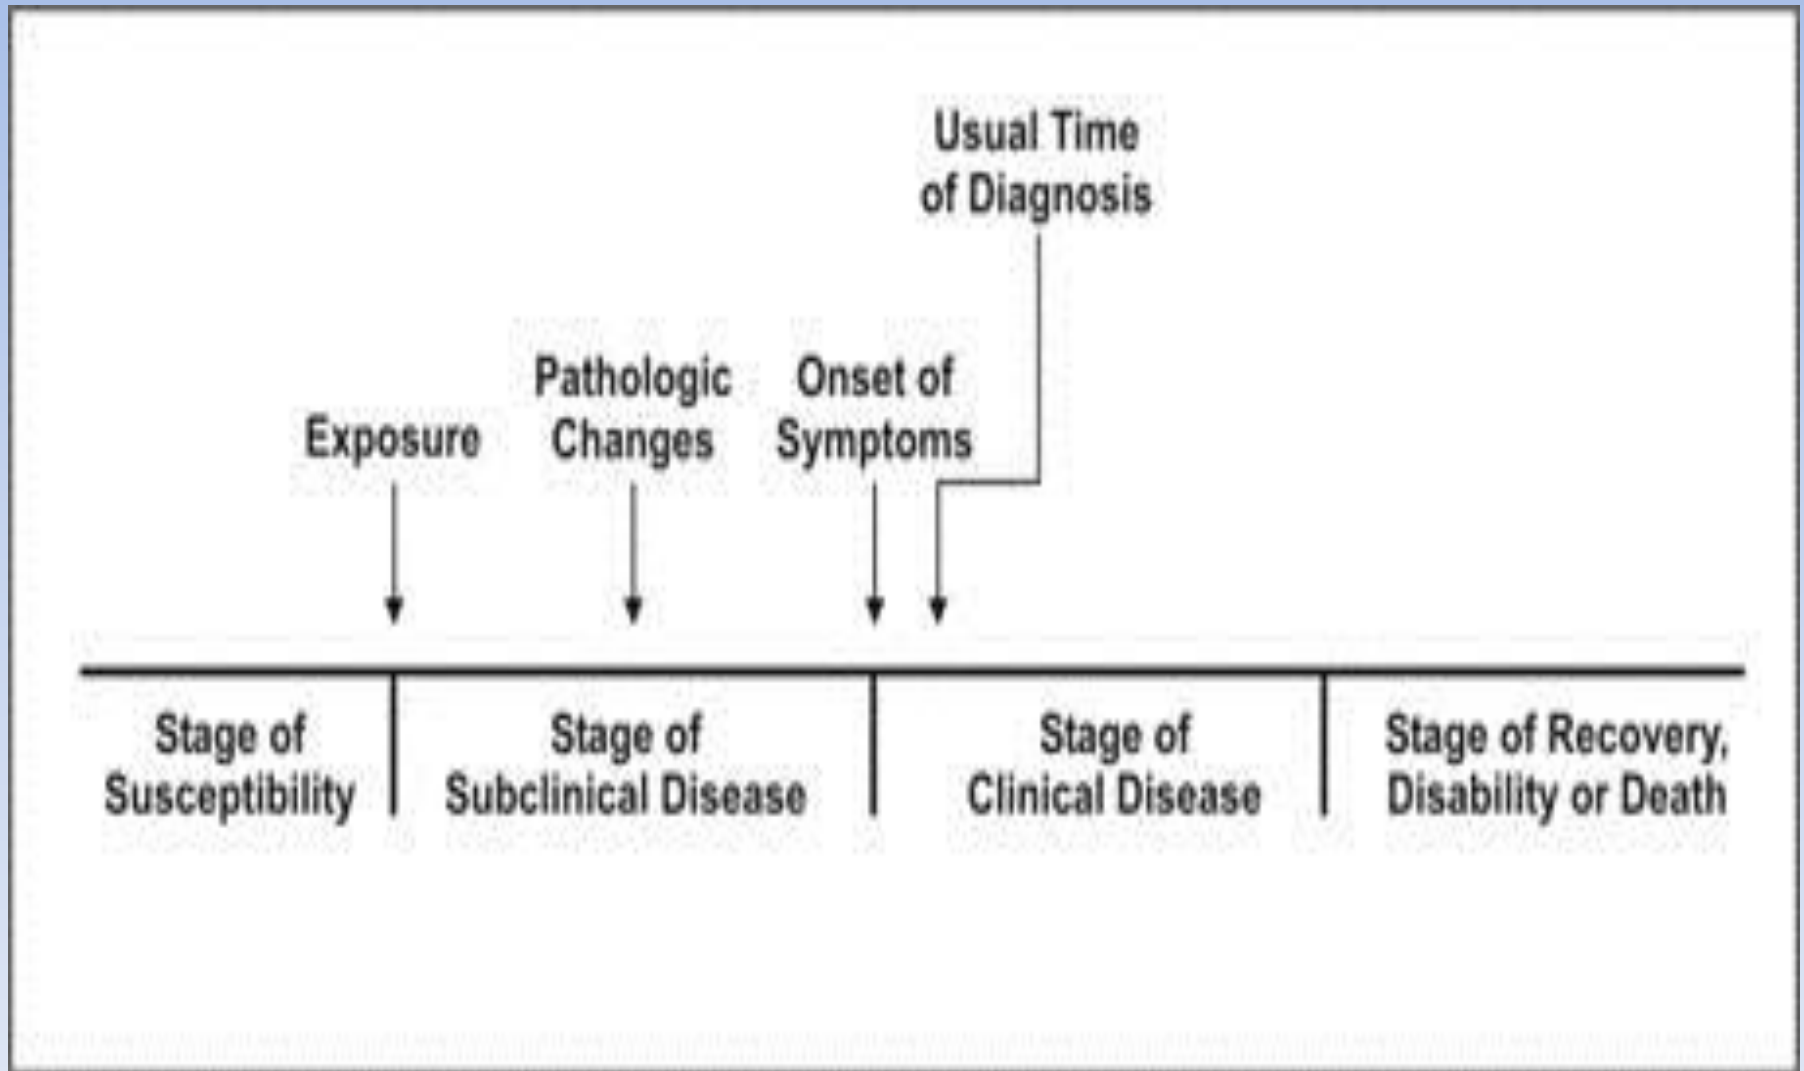 Usual Time
of Diagnosis
Exposure
Pathologic
Changes
Onset of
Symptoms
Stage of
Susceptibility
Stage of
Subclinical Disease
Stage of
Clinical Disease
Stage of Recovery,
Disability or Death